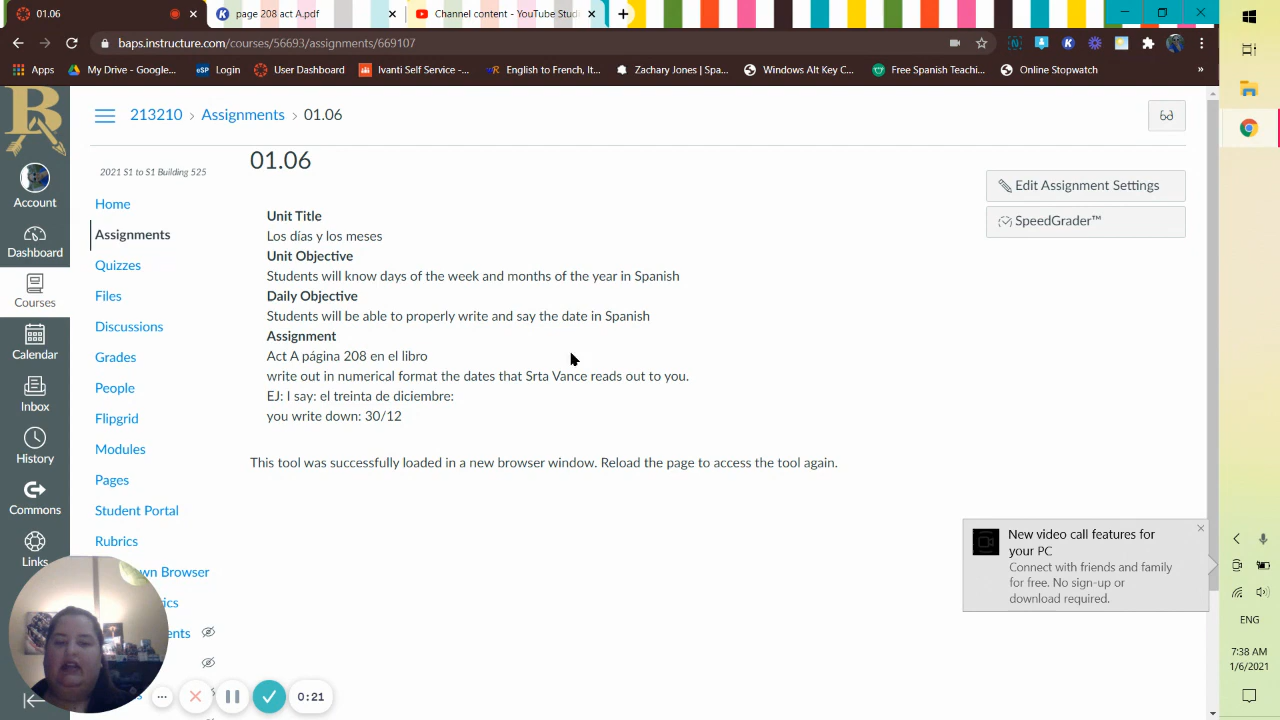 01.06
page 208 act A.pdf
Channel content - YouTube Stud
baps.instructure.com/courses/56693/assignments/669107
Apps
My Drive - Google...
Login
User Dashboard
Ivanti Self Service -...
English to French, It...
Zachary Jones | Spa...
Windows Alt Key C...
Free Spanish Teachi...
Online Stopwatch
»
213210 > Assignments > 01.06
2021 S1 to S1 Building 525
Account
Dashboard
Courses
Calendar
Inbox
History
Commons
Links
Home
Assignments
Quizzes
Files
Discussions
Grades
People
Flipgrid
Modules
Pages
Student Portal
Rubrics
wn Browser
ics
ents
01.06
Unit Title
Los días y los meses
Unit Objective
Students will know days of the week and months of the year in Spanish
Daily Objective
Students will be able to properly write and say the date in Spanish
Assignment
Act A página 208 en el libro
write out in numerical format the dates that Srta Vance reads out to you.
EJ: I say: el treinta de diciembre:
you write down: 30/12
This tool was successfully loaded in a new browser window. Reload the page to access the tool again.
Edit Assignment Settings
SpeedGrader™
New video call features for
your PC
Connect with friends and family
for free. No sign-up or
download required.
0:21
ENG
7:38 AM
1/6/2021